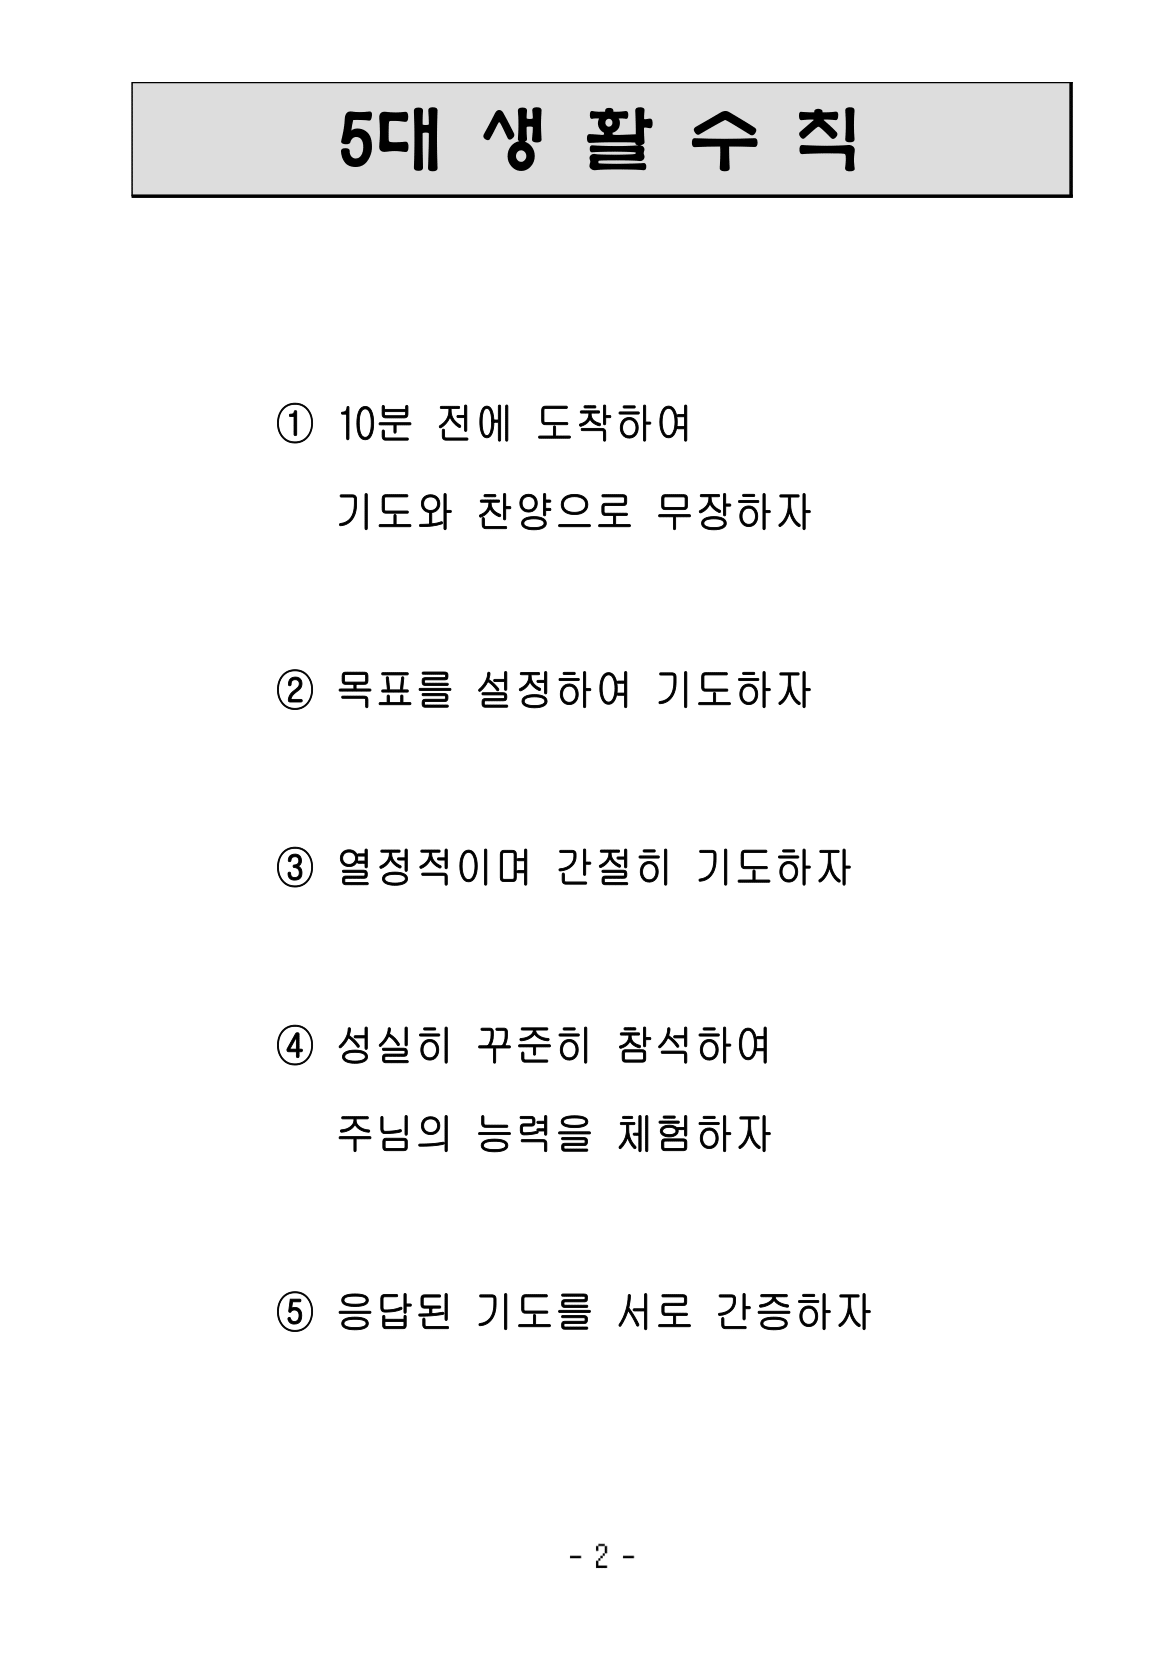 5대 생 활 수 칙
① 10분 전에 도착하여
기도와 찬양으로 무장하자
② 목표를 설정하여 기도하자
③ 열정적이며 간절히 기도하자
④ 성실히 꾸준히 참석하여
주님의 능력을 체험하자
⑤ 응답된 기도를 서로 간증하자
- 2 -